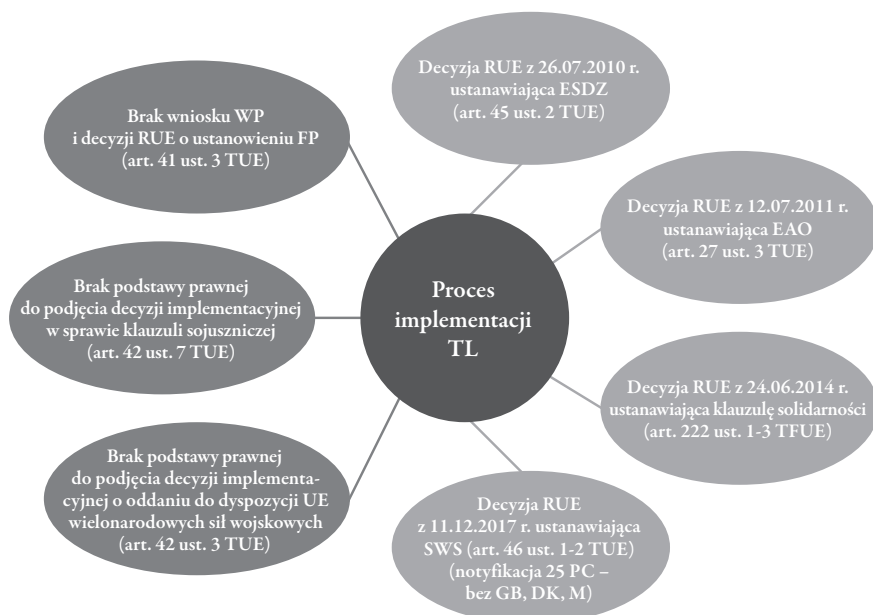 Decyzja RUE z 26.07.2010 r.
ustanawiająca ESDZ
(art. 45 ust. 2 TUE)
Brak wniosku WP
i decyzji RUE o ustanowieniu FP
(art. 41 ust. 3 TUE)
Decyzja RUE z 12.07.2011 r.
ustanawiająca EAO
(art. 27 ust. 3 TUE)
Brak podstawy prawnej
do podjęcia decyzji implementacyjnej
w sprawie klauzuli sojuszniczej
(art. 42 ust. 7 TUE)
Proces
implementacji
TL
Decyzja RUE z 24.06.2014 r.
ustanawiająca klauzulę solidarności
(art. 222 ust. 1-3 TFUE)
Brak podstawy prawnej
do podjęcia decyzji implementa-
cyjnej o oddaniu do dyspozycji UE
wielonarodowych sił wojskowych
(art. 42 ust. 3 TUE)
Decyzja RUE
z 11.12.2017 r. ustanawiająca
SWS (art. 46 ust. 1-2 TUE)
(notyfikacja 25 PC –
bez GB, DK, M)